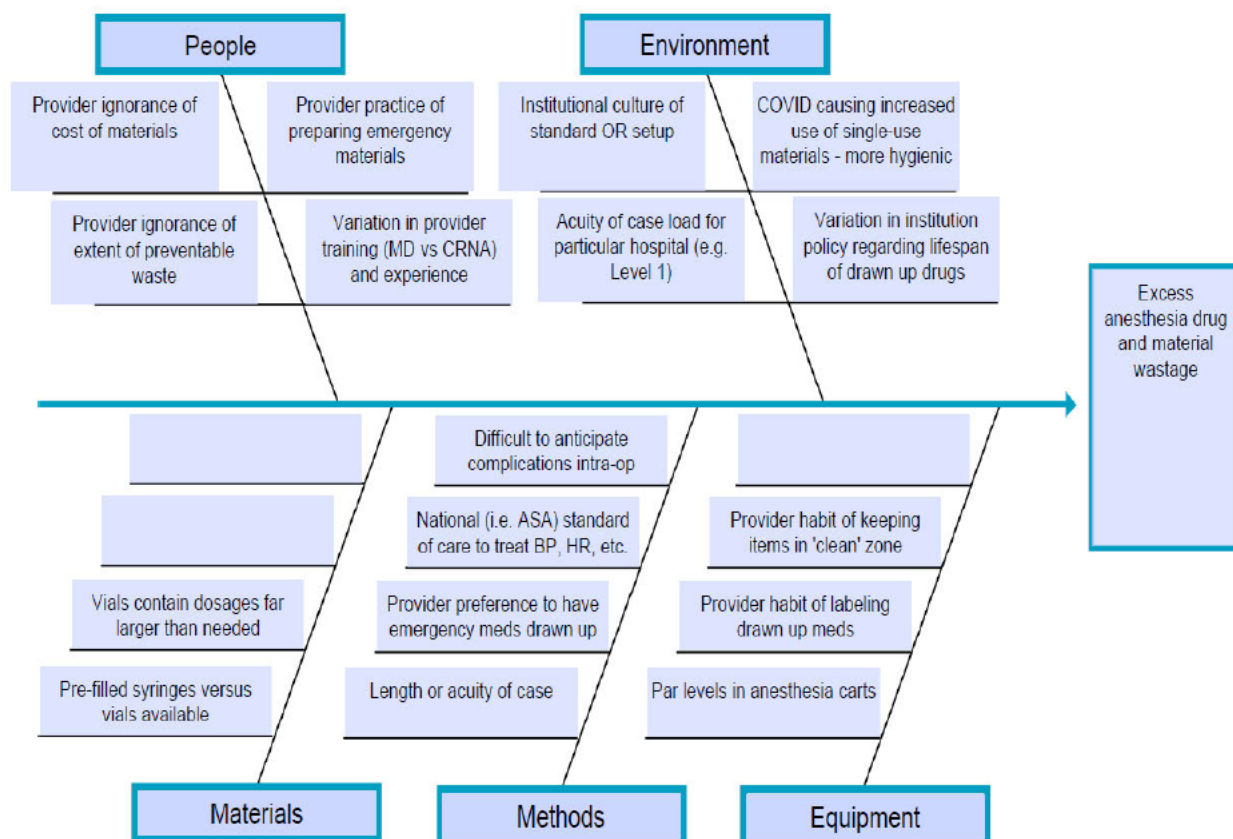 People
Environment
Provider ignorance of
cost of materials
Provider practice of
preparing emergency
materials
Institutional culture of
standard OR setup
COVID causing increased
use of single-use
materials - more hygienic
Provider ignorance of
extent of preventable
waste
Variation in provider
training (MD vs CRNA)
and experience
Acuity of case load for
particular hospital (e.g.
Level 1)
Variation in institution
policy regarding lifespan
of drawn up drugs
Excess
anesthesia drug
and material
wastage
Difficult to anticipate
complications intra-op
National (i.e. ASA) standard
of care to treat BP, HR, etc.
Provider habit of keeping
items in 'clean' zone
Vials contain dosages far
larger than needed
Provider preference to have
emergency meds drawn up
Provider habit of labeling
drawn up meds
Pre-filled syringes versus
vials available
Length or acuity of case
Par levels in anesthesia carts
Materials
Methods
Equipment